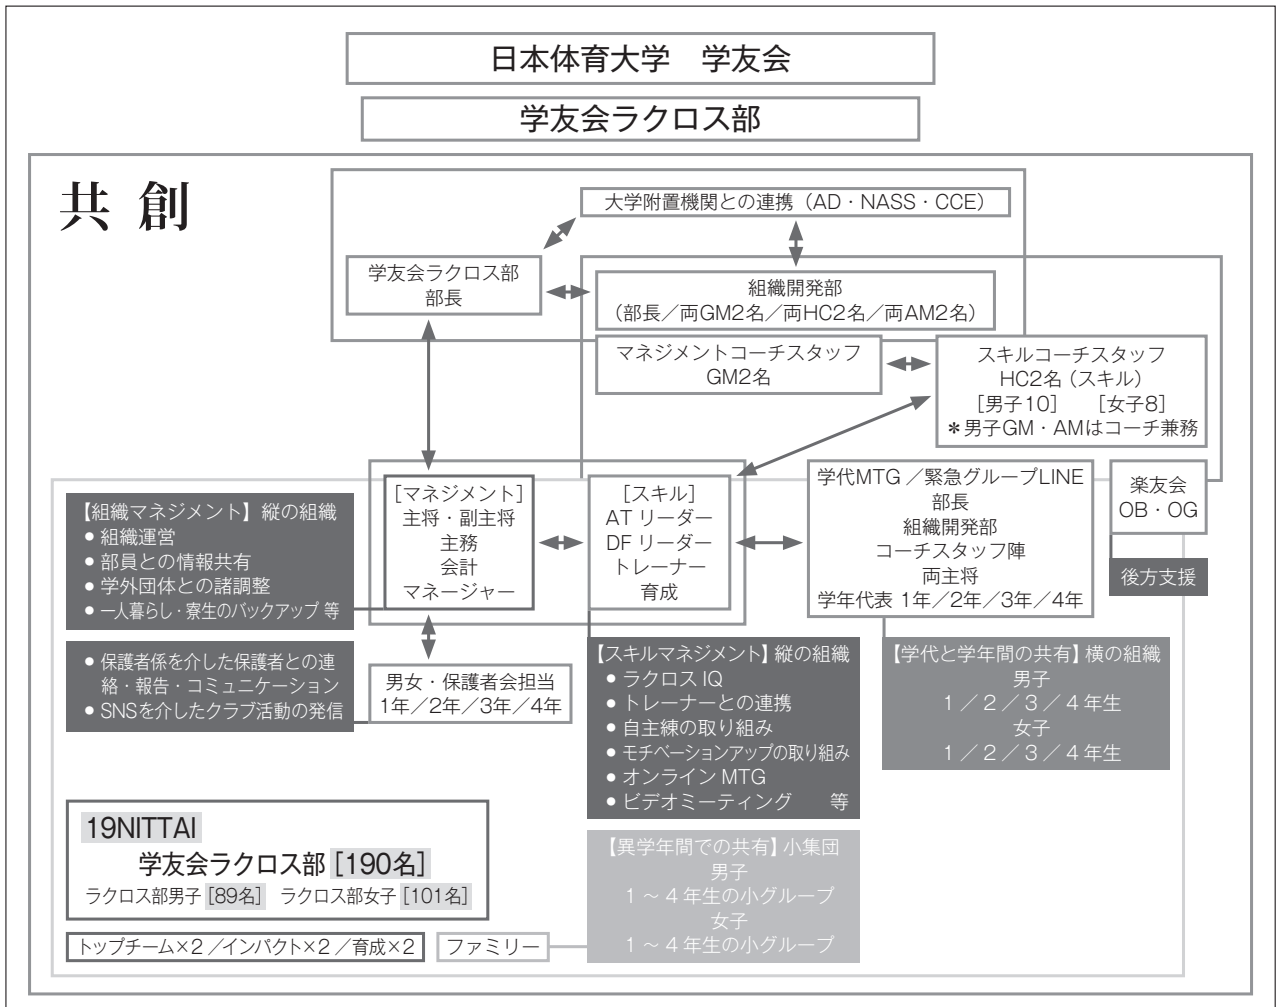 日本体育大学　学友会
学友会ラクロス部
共創
大学附置機関との連携（AD・NASS・CCE）
学友会ラクロス部
部長
組織開発部
（部長／両GM2名／両HC2名／両AM2名）
マネジメントコーチスタッフ
GM2名
スキルコーチスタッフ
HC2名（スキル）
［男子10］　［女子8］
＊男子GM・AMはコーチ兼務
【組織マネジメント】縦の組織
● 組織運営
● 部員との情報共有
● 学外団体との諸調整
● 一人暮らし・寮生のバックアップ 等
［マネジメント］
主将・副主将
主務
会計
マネージャー
［スキル］
AT リーダー
DF リーダー
トレーナー
育成
学代MTG ／緊急グループLINE
部長
組織開発部
コーチスタッフ陣
両主将
学年代表 1年／2年／3年／4年
楽友会
OB・OG
後方支援
● 保護者係を介した保護者との連
絡・報告・コミュニケーション
● SNSを介したクラブ活動の発信
男女・保護者会担当
1年／2年／3年／4年
【スキルマネジメント】縦の組織
● ラクロス IQ
● トレーナーとの連携
● 自主練の取り組み
● モチベーションアップの取り組み
● オンライン MTG
● ビデオミーティング　　等
【学代と学年間の共有】横の組織
男子
1 ／ 2 ／ 3 ／ 4 年生
女子
1 ／ 2 ／ 3 ／ 4 年生
19NITTAI
学友会ラクロス部［190名］
ラクロス部男子［89名］　ラクロス部女子［101名］
トップチーム×2 ／インパクト×2 ／育成×2
ファミリー
【異学年間での共有】小集団
男子
1 ～ 4 年生の小グループ
女子
1 ～ 4 年生の小グループ